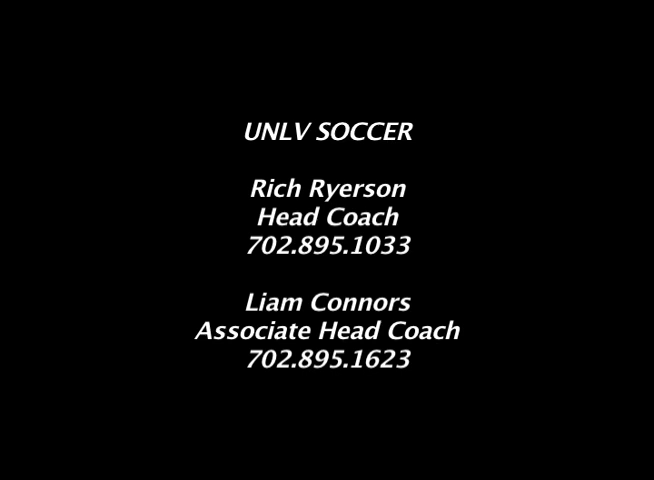 UNLV SOCCER
Rich Ryerson
Head Coach
702.895.1033
Liam Connors
Associate Head Coach
702.895.1623